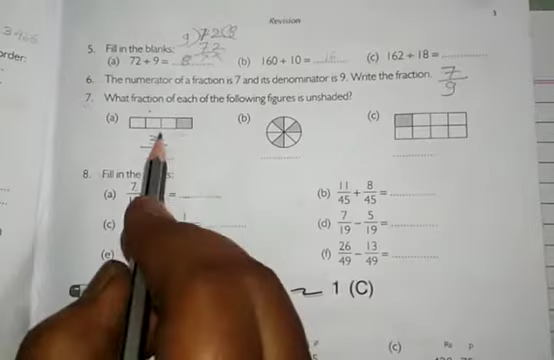 Revision
3
order:
9)72(8
72
5. Fill in the blanks:
(a) 72 ÷ 9 = 8 (b) 160 ÷ 10 = 16 (c) 162 ÷ 18 = ............
6. The numerator of a fraction is 7 and its denominator is 9. Write the fraction. 7/9
7. What fraction of each of the following figures is unshaded?
(a) (b) (c)
8. Fill in the
(a) 7 = (b) 11/45 + 8/45 = ............
(c) (d) 7/19 − 5/19 = ............
(e) (f) 26/49 − 13/49 = ............
1 (C)
(c)